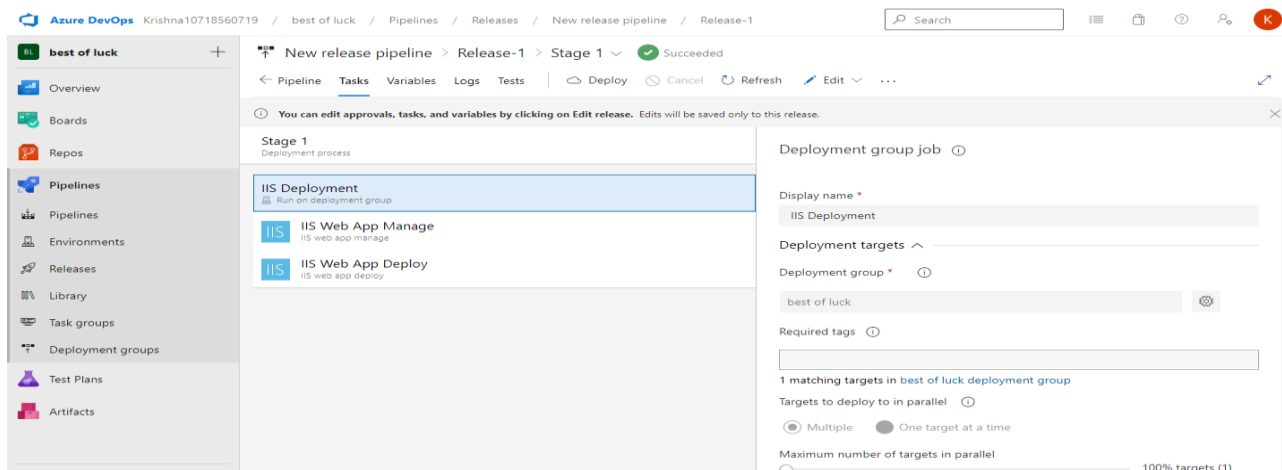 Azure DevOps Krishna10718560719 / best of luck / Pipelines / Releases / New release pipeline / Release-1 Search K
BL best of luck
Overview
Boards
Repos
Pipelines
Pipelines
Environments
Releases
Library
Task groups
Deployment groups
Test Plans
Artifacts
New release pipeline > Release-1 > Stage 1 Succeeded
Pipeline Tasks Variables Logs Tests Deploy Cancel Refresh Edit ...
You can edit approvals, tasks, and variables by clicking on Edit release. Edits will be saved only to this release.
Stage 1
Deployment process
IIS Deployment
Run on deployment group
IIS IIS Web App Manage
IIS web app manage
IIS IIS Web App Deploy
IIS web app deploy
Deployment group job
Display name *
IIS Deployment
Deployment targets
Deployment group *
best of luck
Required tags
1 matching targets in best of luck deployment group
Targets to deploy to in parallel
Multiple One target at a time
Maximum number of targets in parallel
100% targets (1)